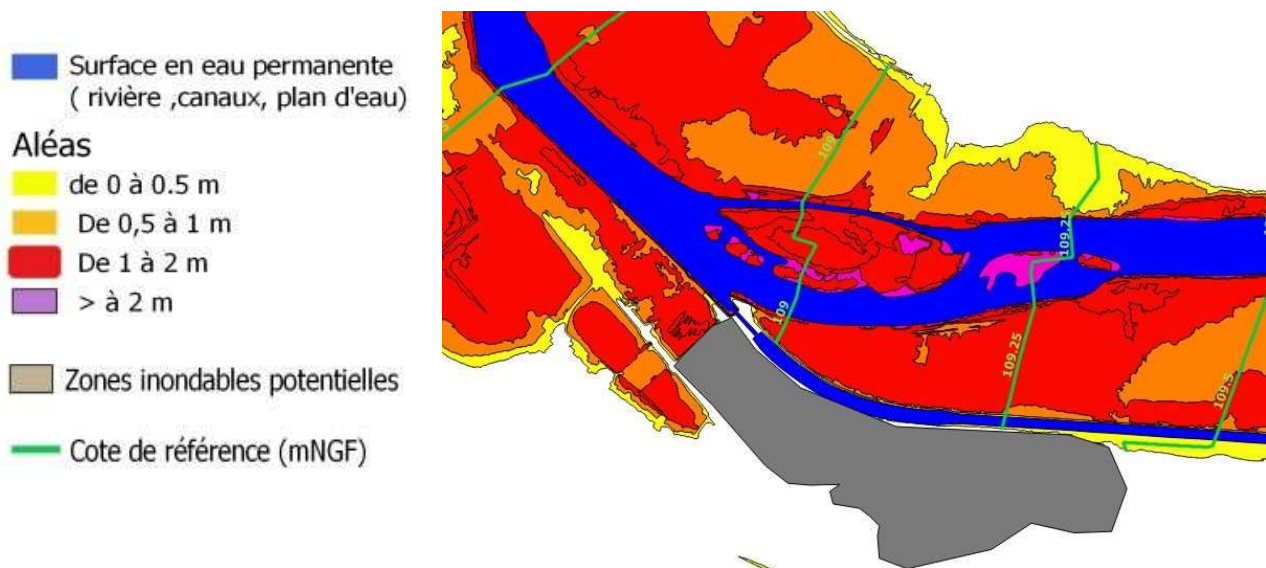 Surface en eau permanente
( rivière ,canaux, plan d'eau)
Aléas
de 0 à 0.5 m
De 0,5 à 1 m
De 1 à 2 m
> à 2 m
Zones inondables potentielles
Cote de référence (mNGF)
109
109.25
109
109.25
109.5